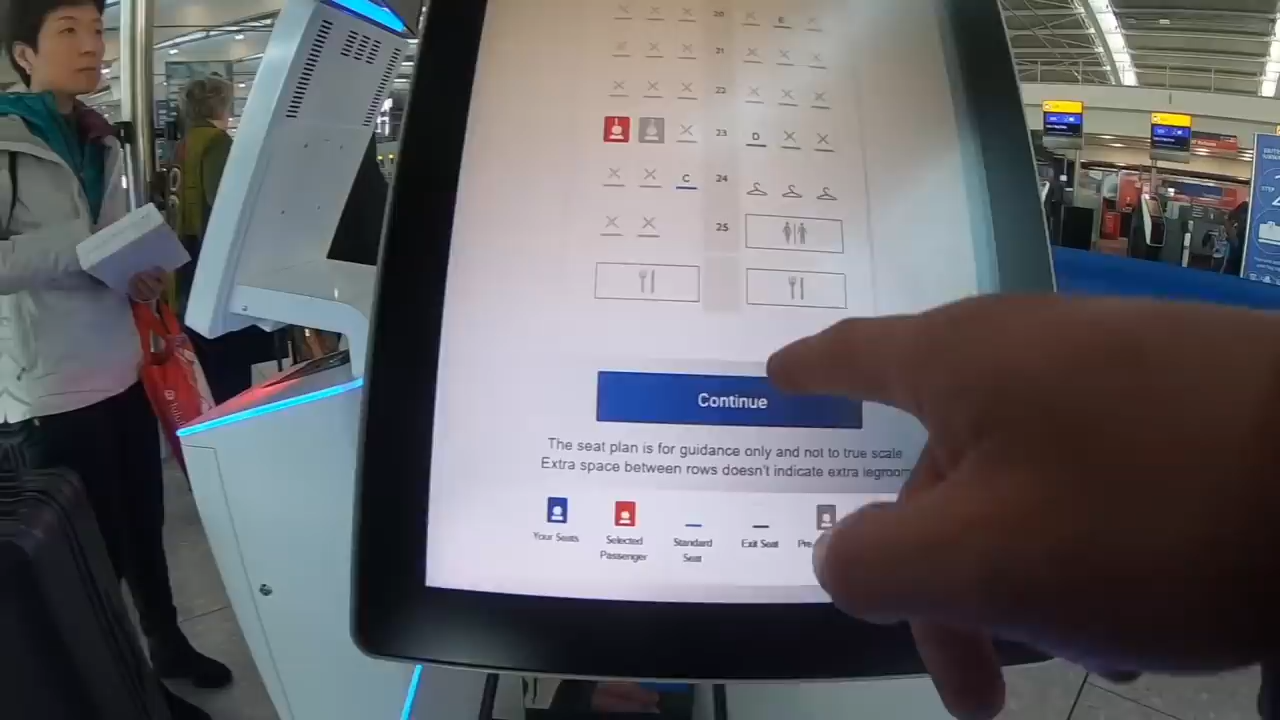 20
E
21
22
23
D
C
24
25
Continue
The seat plan is for guidance only and not to true scale
Extra space between rows doesn't indicate extra legroom
Your Seats
Selected Passenger
Standard Seat
Exit Seat
Pre